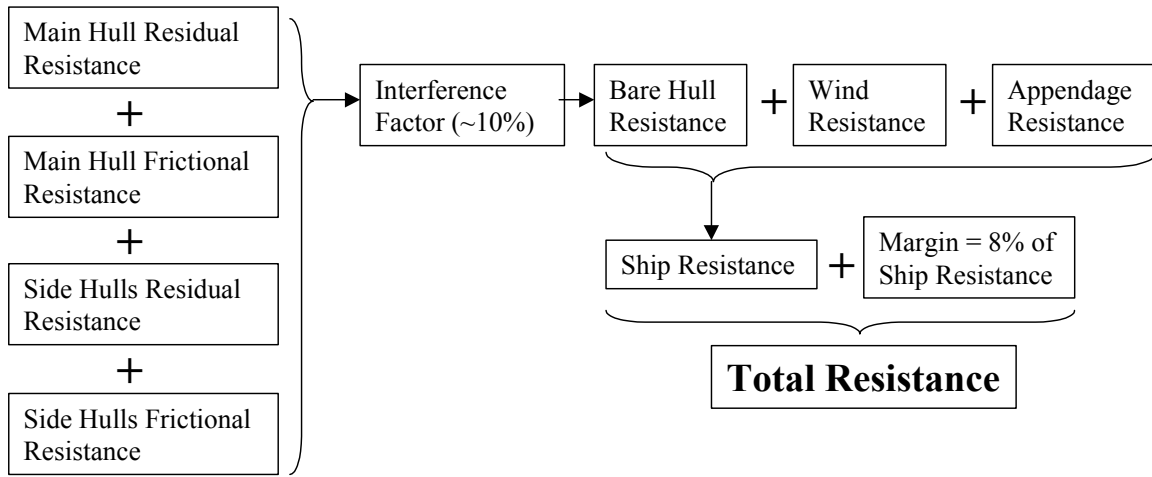 Main Hull Residual
Resistance
+
Main Hull Frictional
Resistance
+
Side Hulls Residual
Resistance
+
Side Hulls Frictional
Resistance
Interference
Factor (~10%)
Bare Hull
Resistance
+
Wind
Resistance
+
Appendage
Resistance
Ship Resistance
+
Margin = 8% of
Ship Resistance
Total Resistance